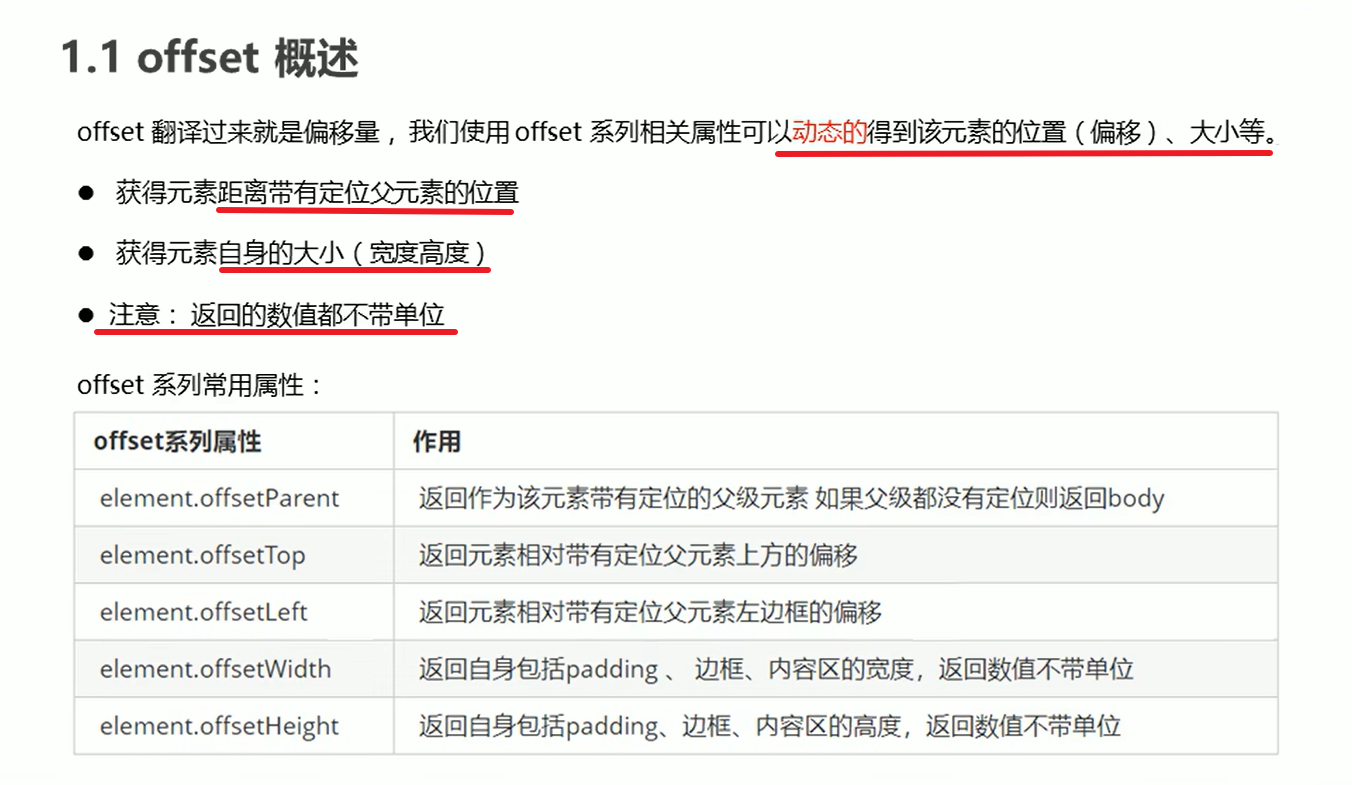 1.1 offset 概述
offset 翻译过来就是偏移量，我们使用 offset 系列相关属性可以动态的得到该元素的位置（偏移）、大小等。
● 获得元素距离带有定位父元素的位置
● 获得元素自身的大小（宽度高度）
● 注意：返回的数值都不带单位
offset 系列常用属性：
offset系列属性 作用
element.offsetParent 返回作为该元素带有定位的父级元素 如果父级都没有定位则返回body
element.offsetTop 返回元素相对带有定位父元素上方的偏移
element.offsetLeft 返回元素相对带有定位父元素左边框的偏移
element.offsetWidth 返回自身包括padding 、 边框、内容区的宽度，返回数值不带单位
element.offsetHeight 返回自身包括padding、边框、内容区的高度，返回数值不带单位